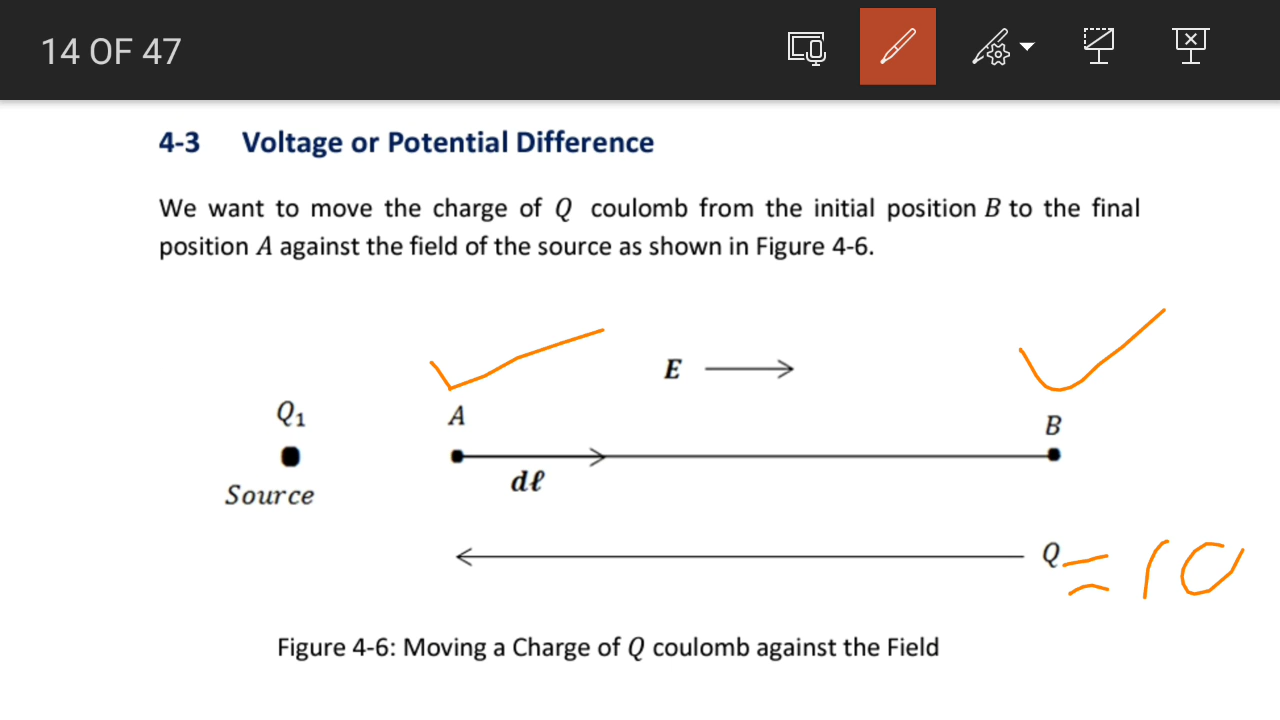 14 OF 47
4-3 Voltage or Potential Difference
We want to move the charge of Q coulomb from the initial position B to the final
position A against the field of the source as shown in Figure 4-6.
E
Q₁
A
B
dℓ
Source
Q = 10
Figure 4-6: Moving a Charge of Q coulomb against the Field